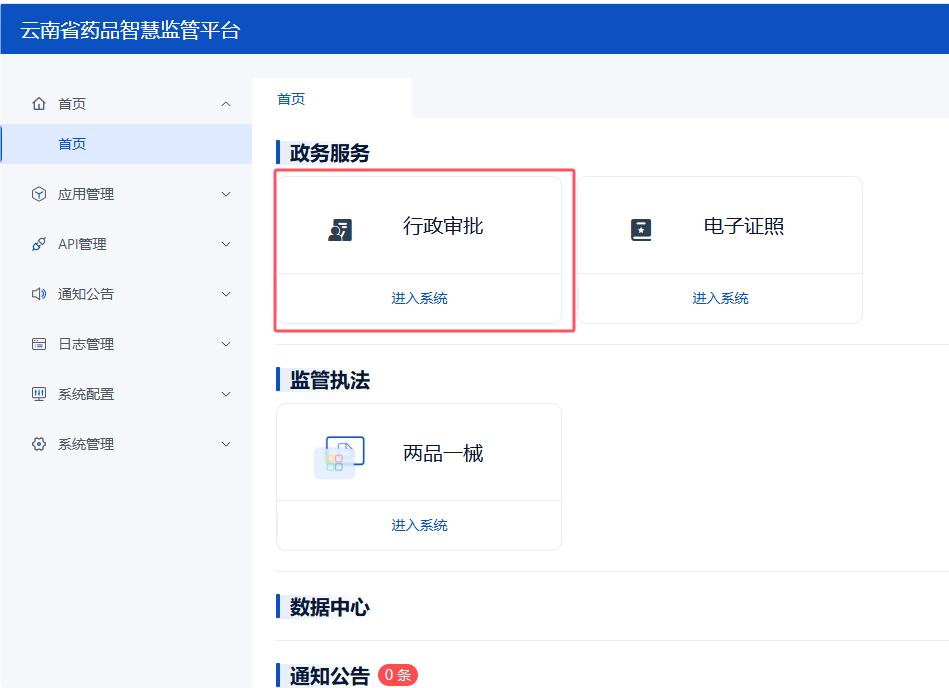 云南省药品智慧监管平台
首页
首页
应用管理
API管理
通知公告
日志管理
系统配置
系统管理
首页
政务服务
行政审批
进入系统
电子证照
进入系统
监管执法
两品一械
进入系统
数据中心
通知公告 0 条